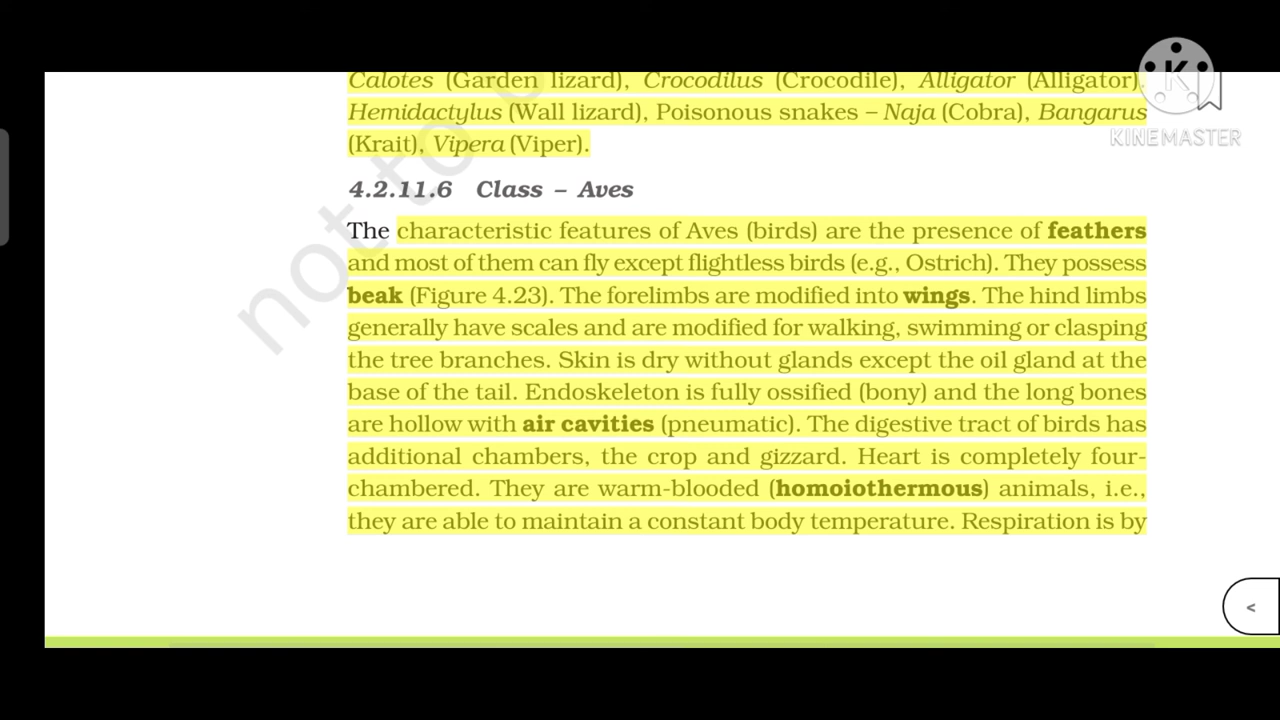 Calotes (Garden lizard), Crocodilus (Crocodile), Alligator (Alligator).
Hemidactylus (Wall lizard), Poisonous snakes – Naja (Cobra), Bangarus
(Krait), Vipera (Viper).
4.2.11.6 Class – Aves
The characteristic features of Aves (birds) are the presence of feathers
and most of them can fly except flightless birds (e.g., Ostrich). They possess
beak (Figure 4.23). The forelimbs are modified into wings. The hind limbs
generally have scales and are modified for walking, swimming or clasping
the tree branches. Skin is dry without glands except the oil gland at the
base of the tail. Endoskeleton is fully ossified (bony) and the long bones
are hollow with air cavities (pneumatic). The digestive tract of birds has
additional chambers, the crop and gizzard. Heart is completely four-
chambered. They are warm-blooded (homoiothermous) animals, i.e.,
they are able to maintain a constant body temperature. Respiration is by
not to
K
KINEMASTER
<